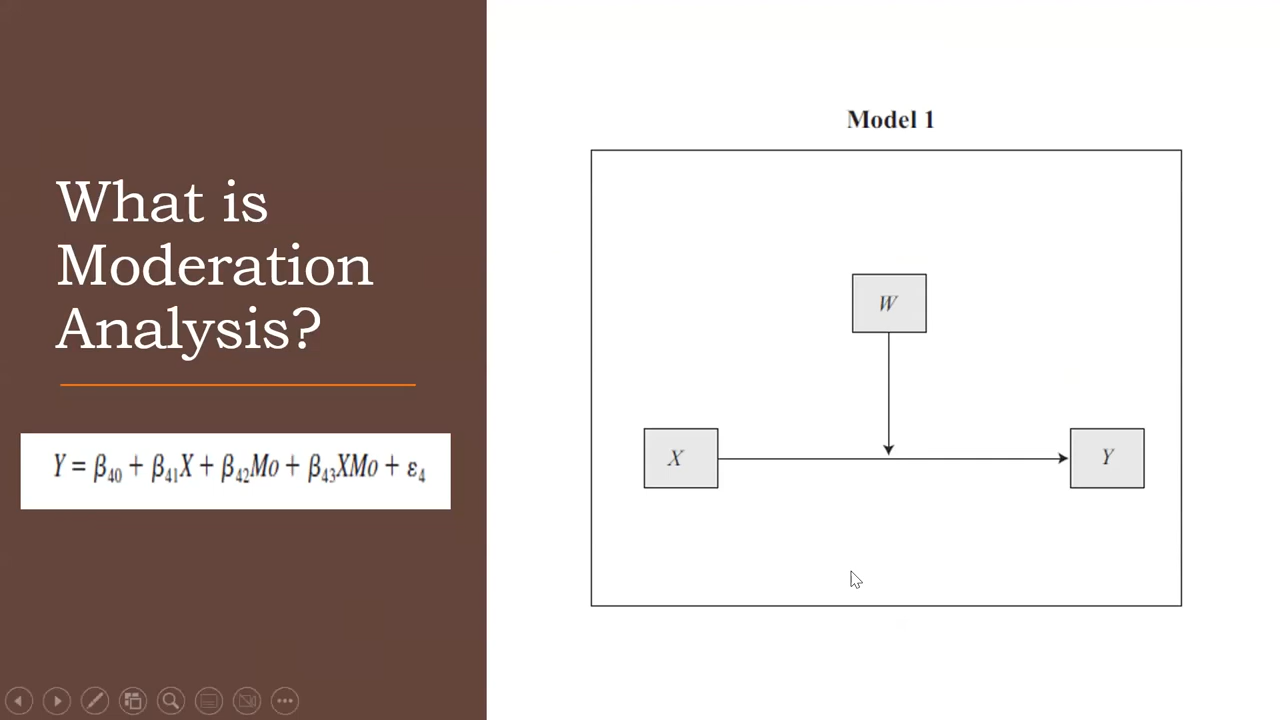 What is
Moderation
Analysis?
Y = β40 + β41X + β42Mo + β43XMo + ε4
Model 1
W
X
Y